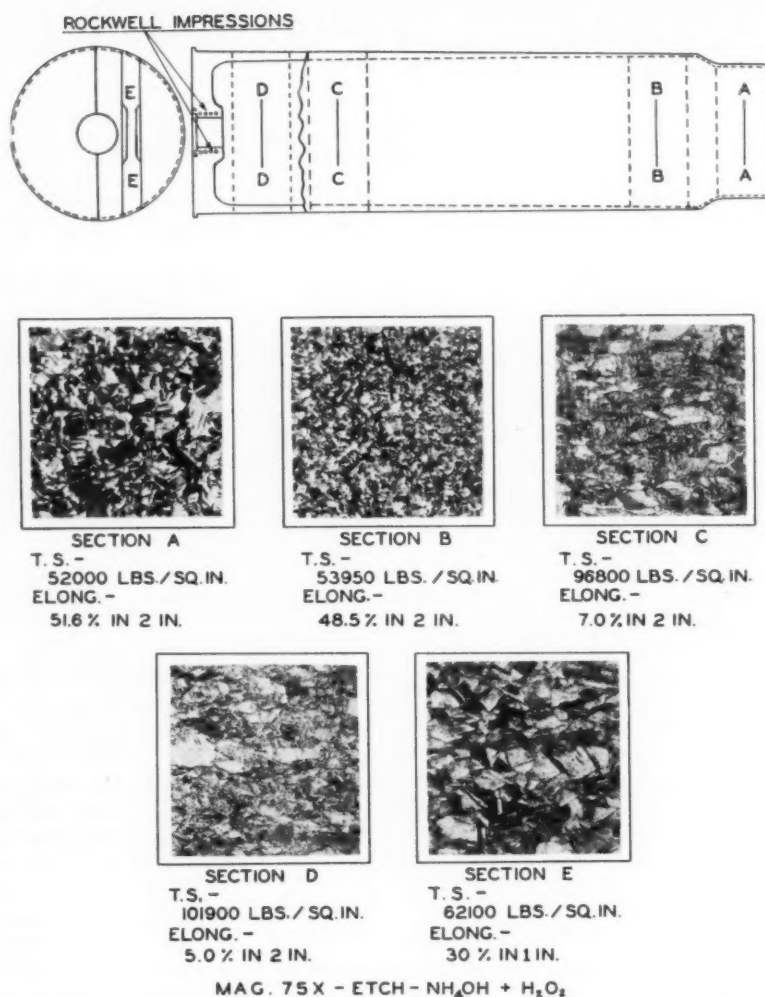 ROCKWELL IMPRESSIONS
E
E
D
D
C
C
B
B
A
A
SECTION A
T.S.-
52000 LBS./SQ.IN.
ELONG.-
51.6% IN 2 IN.
SECTION B
T.S.-
53950 LBS./SQ.IN.
ELONG.-
48.5% IN 2 IN.
SECTION C
T.S.-
96800 LBS./SQ.IN.
ELONG.-
7.0% IN 2 IN.
SECTION D
T.S.-
101900 LBS./SQ.IN.
ELONG.-
5.0% IN 2 IN.
SECTION E
T.S.-
62100 LBS./SQ.IN.
ELONG.-
30% IN 1 IN.
MAG. 75X - ETCH - NH₄OH + H₂O₂